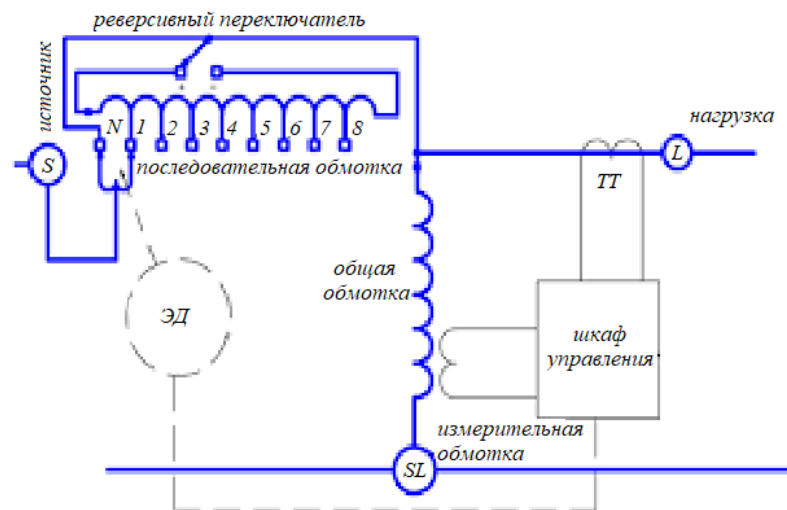 реверсивный переключатель
источник
N 1 2 3 4 5 6 7 8
нагрузка
S
последовательная обмотка
L
ТТ
общая
обмотка
ЭД
шкаф
управления
измерительная
обмотка
SL